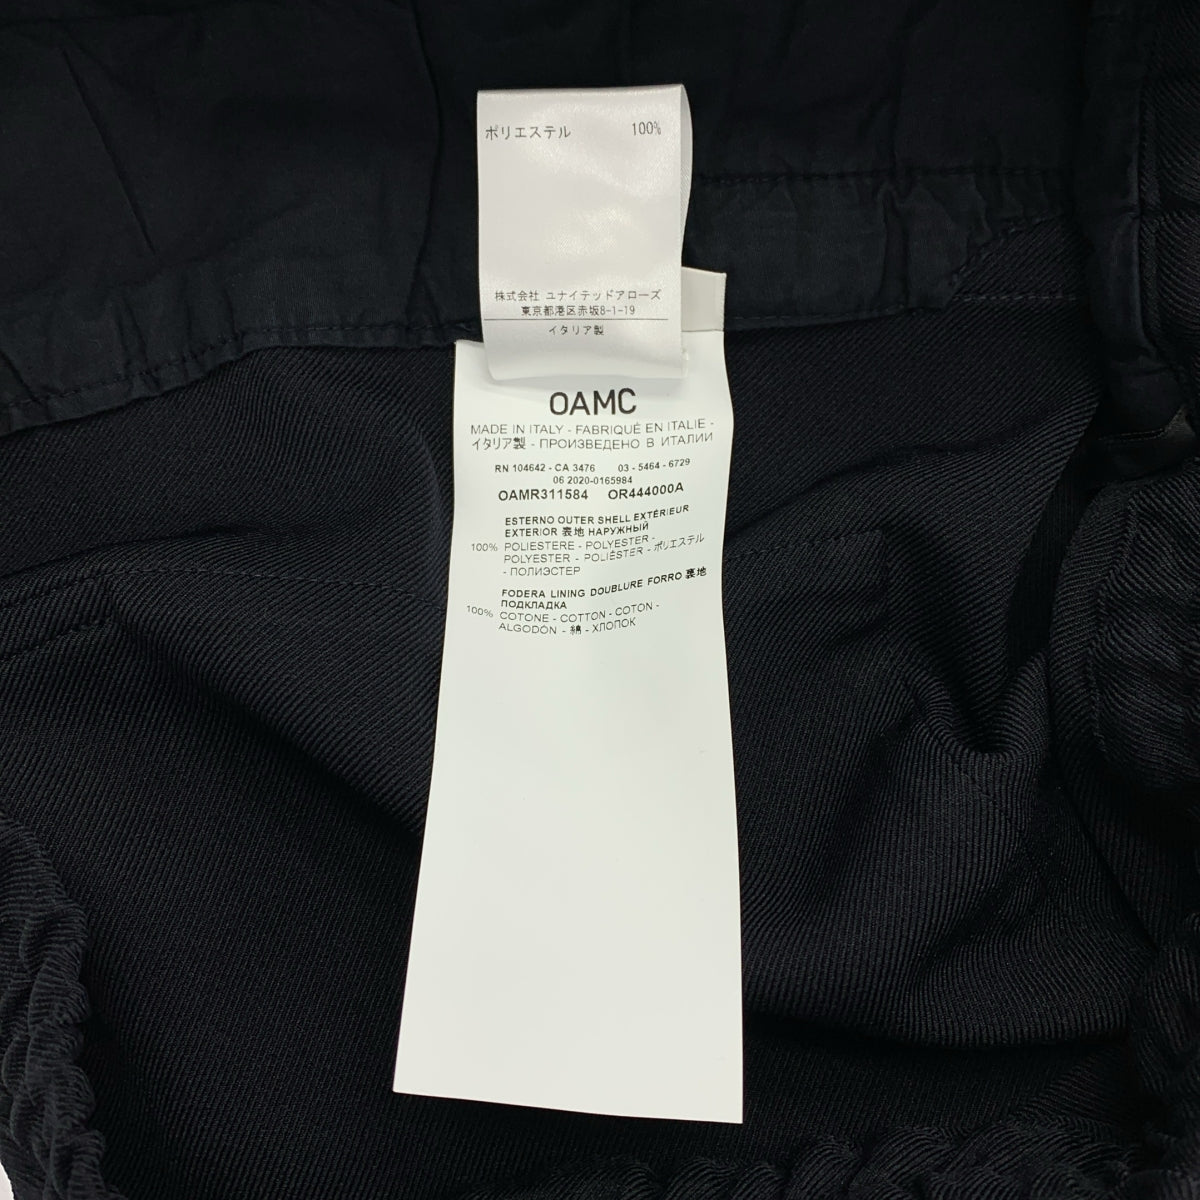 ポリエステル 100%
株式会社 ユナイテッドアローズ
東京都港区赤坂8-1-19
イタリア製
OAMC
MADE IN ITALY - FABRIQUÉ EN ITALIE -
イタリア製 - ПРОИЗВЕДЕНО В ИТАЛИИ
RN 104642 - CA 3476 03 - 5464 - 6729
06 2020-0165984
OAMR311584 OR444000A
ESTERNO OUTER SHELL EXTÉRIEUR
EXTERIOR 表地 НАРУЖНЫЙ
100% POLIESTERE - POLYESTER -
POLYESTER - POLIÉSTER - ポリエステル
- ПОЛИЭСТЕР
FODERA LINING DOUBLURE FORRO 裏地
ПОДКЛАДКА
100% COTONE - COTTON - COTON -
ALGODÓN - 綿 - ХЛОПОК